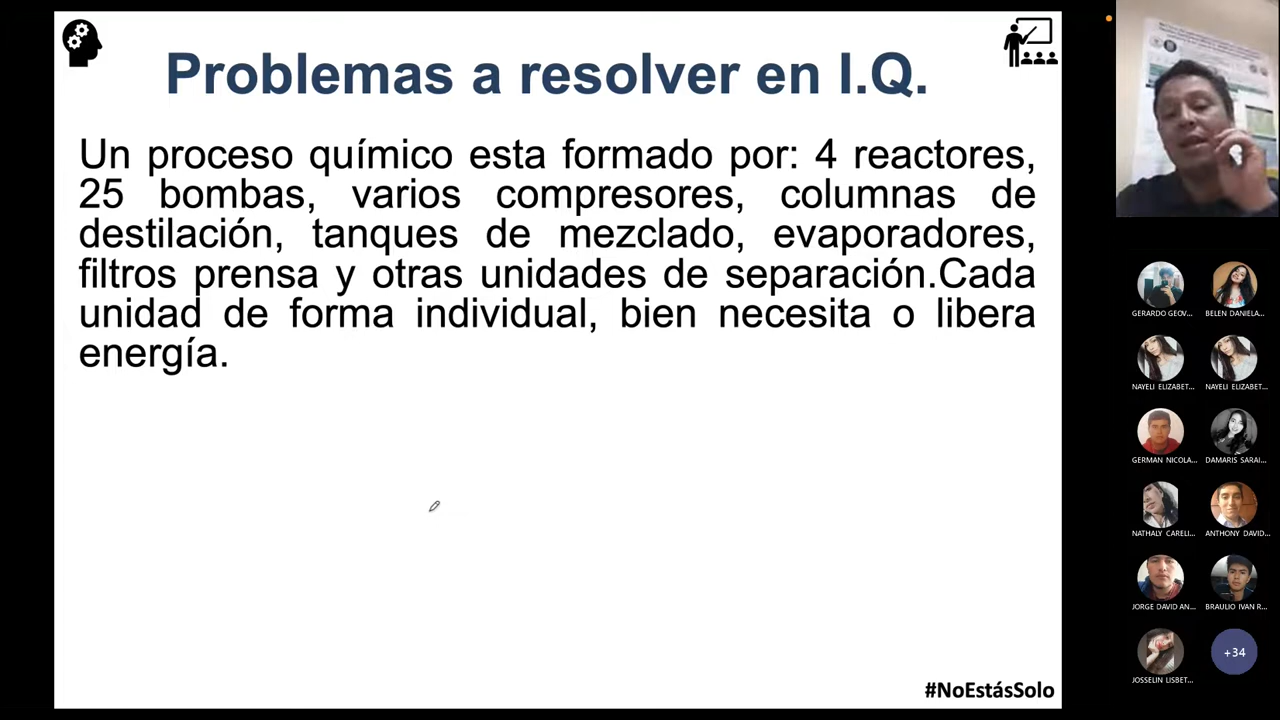 Problemas a resolver en I.Q.
Un proceso químico esta formado por: 4 reactores,
25 bombas, varios compresores, columnas de
destilación, tanques de mezclado, evaporadores,
filtros prensa y otras unidades de separación.Cada
unidad de forma individual, bien necesita o libera
energía.
#NoEstásSolo
GERARDO GEOV...
BELEN DANIELA...
NAYELI ELIZABET...
NAYELI ELIZABET...
GERMAN NICOLA...
DAMARIS SARAI...
NATHALY CARELI...
ANTHONY DAVID...
JORGE DAVID AN...
BRAULIO IVAN R...
JOSSELIN LISBET...
+34